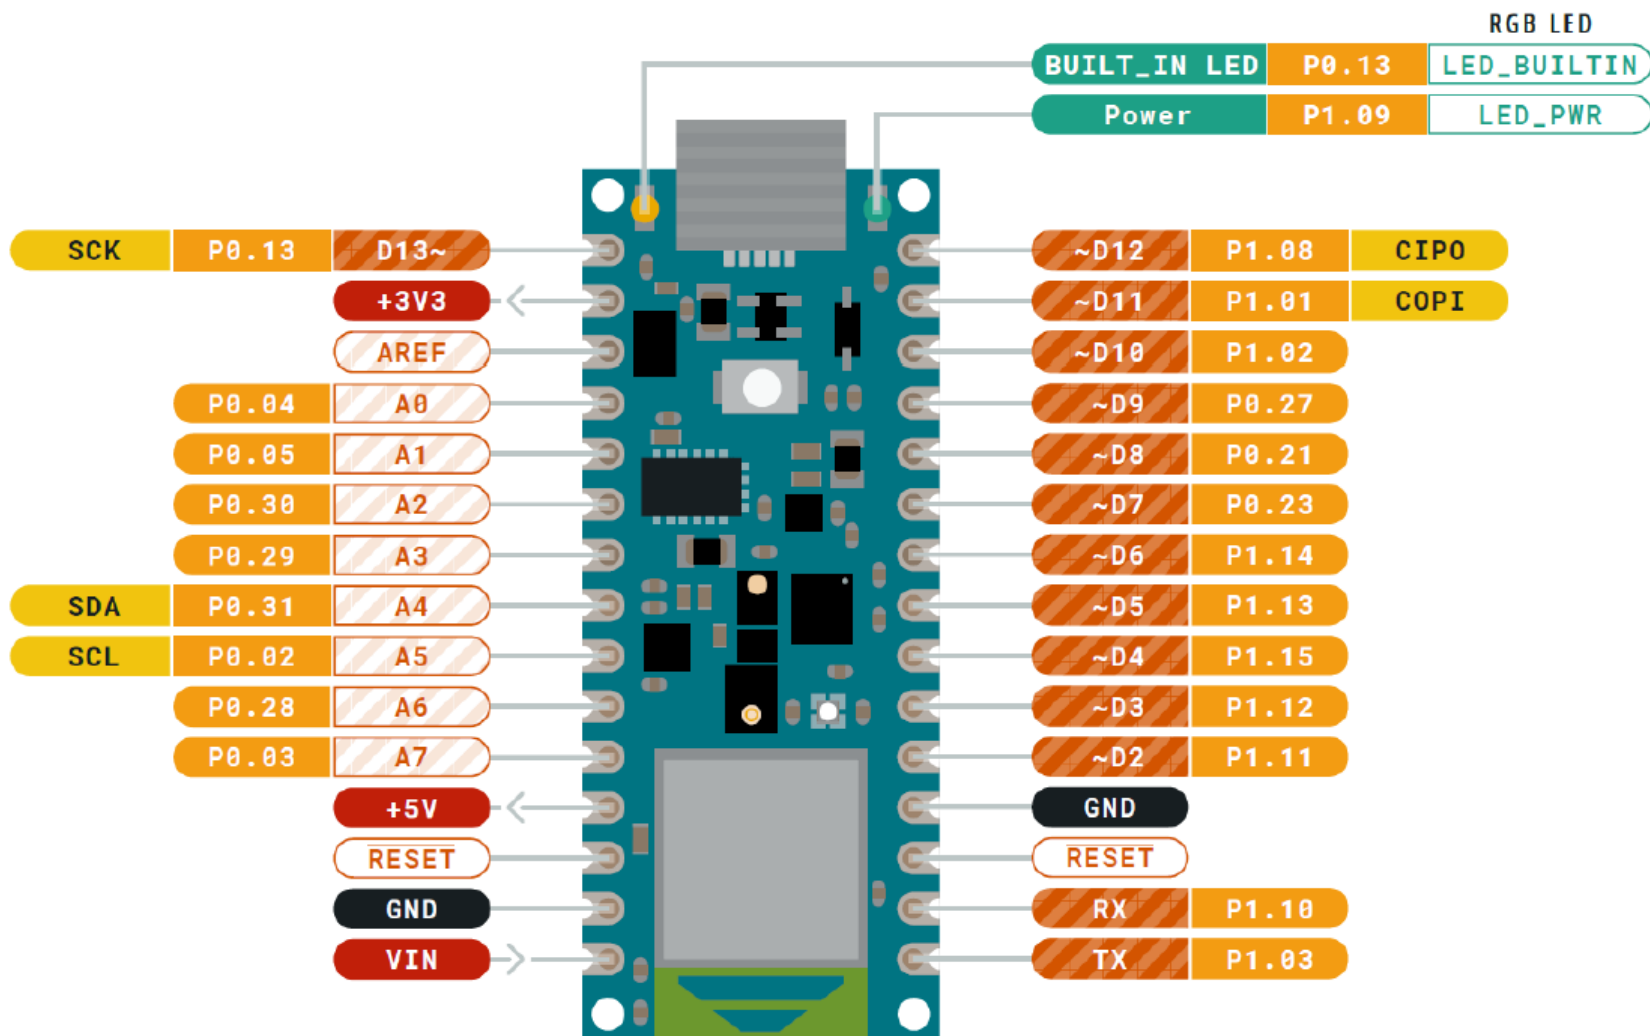 RGB LED
BUILT_IN LED P0.13 LED_BUILTIN
Power P1.09 LED_PWR
SCK P0.13 D13~ ~D12 P1.08 CIPO
+3V3 ~D11 P1.01 COPI
AREF ~D10 P1.02
P0.04 A0 ~D9 P0.27
P0.05 A1 ~D8 P0.21
P0.30 A2 ~D7 P0.23
P0.29 A3 ~D6 P1.14
SDA P0.31 A4 ~D5 P1.13
SCL P0.02 A5 ~D4 P1.15
P0.28 A6 ~D3 P1.12
P0.03 A7 ~D2 P1.11
+5V GND
RESET RESET
GND RX P1.10
VIN TX P1.03